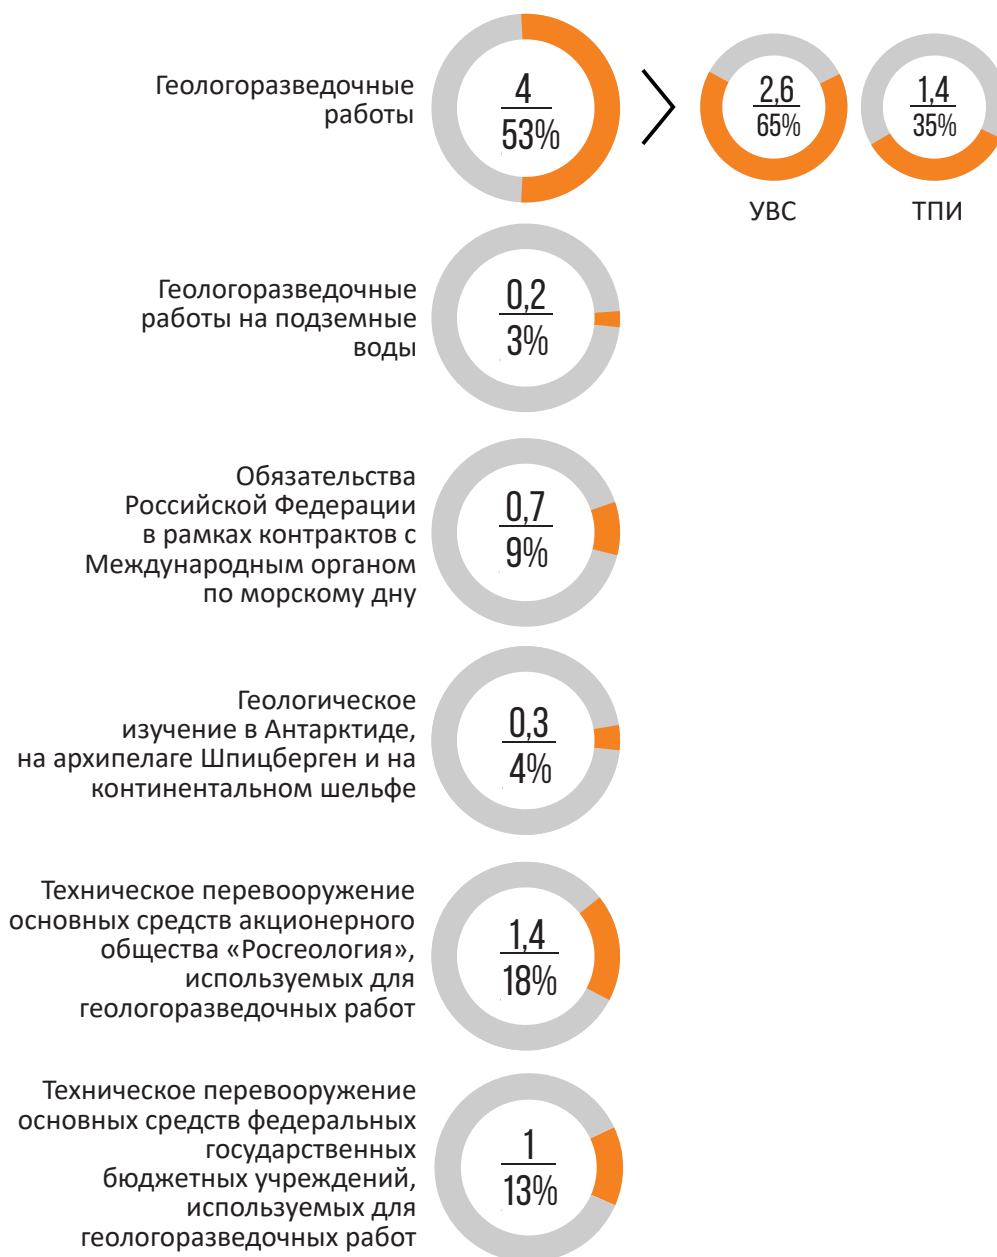 Геологоразведочные
работы
4
53%
2,6
65%
УВС
1,4
35%
ТПИ
Геологоразведочные
работы на подземные
воды
0,2
3%
Обязательства
Российской Федерации
в рамках контрактов с
Международным органом
по морскому дну
0,7
9%
Геологическое
изучение в Антарктиде,
на архипелаге Шпицберген и на
континентальном шельфе
0,3
4%
Техническое перевооружение
основных средств акционерного
общества «Росгеология»,
используемых для
геологоразведочных работ
1,4
18%
Техническое перевооружение
основных средств федеральных
государственных
бюджетных учреждений,
используемых для
геологоразведочных работ
1
13%